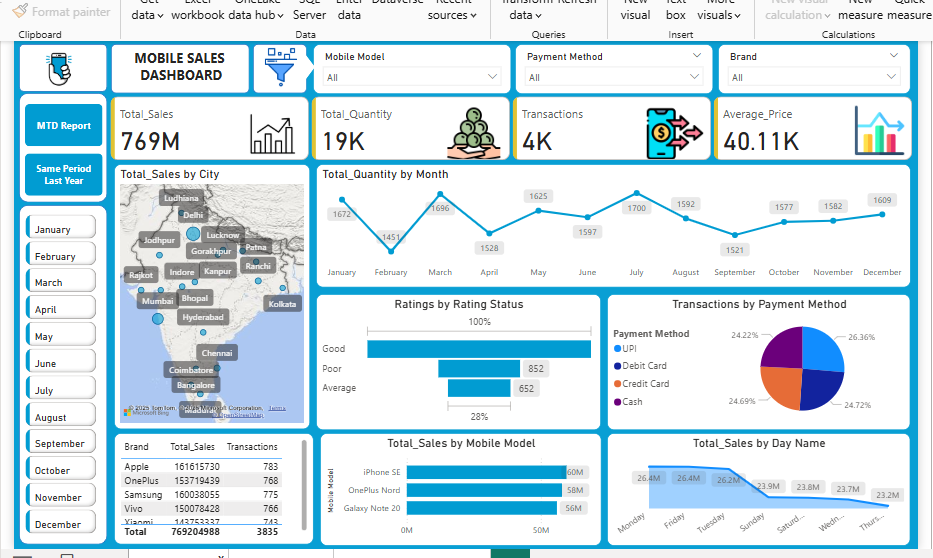 Format painter
Get data
Excel workbook
OneLake data hub
SQL Server
Enter data
Dataverse
Recent sources
Transform data
Refresh
New visual
Text box
More visuals
New visual calculation
New measure
Quick measure
Clipboard
Data
Queries
Insert
Calculations
MOBILE SALES
DASHBOARD
Mobile Model
All
Payment Method
All
Brand
All
MTD Report
Same Period
Last Year
Total_Sales
769M
Total_Quantity
19K
Transactions
4K
Average_Price
40.11K
January
February
March
April
May
June
July
August
September
October
November
December
Total_Sales by City
Ludhiana
Delhi
Jodhpur
Lucknow
Gorakhpur
Patna
Ranchi
Rajkot
Indore
Kanpur
Mumbai
Bhopal
Kolkata
Hyderabad
Chennai
Coimbatore
Bangalore
Microsoft Bing
© 2025 TomTom, Microsoft Corporation, Terms
OpenStreetMap
Total_Quantity by Month
1672
1451
1696
1528
1625
1597
1700
1592
1521
1577
1582
1609
January
February
March
April
May
June
July
August
September
October
November
December
Ratings by Rating Status
100%
Good
Poor
852
Average
652
28%
Transactions by Payment Method
Payment Method
UPI
Debit Card
Credit Card
Cash
24.22%
26.36%
24.69%
24.72%
Brand Total_Sales Transactions
Apple 161615730 783
OnePlus 153719439 768
Samsung 160038055 775
Vivo 150078428 766
Xiaomi 143753337 743
Total 769204988 3835
Total_Sales by Mobile Model
Mobile Model
iPhone SE
60M
OnePlus Nord
58M
Galaxy Note 20
56M
0M
50M
Total_Sales by Day Name
26.4M
26.4M
26.2M
23.9M
23.8M
23.7M
23.2M
Monday
Friday
Tuesday
Sunday
Saturd...
Wedn...
Thurs...